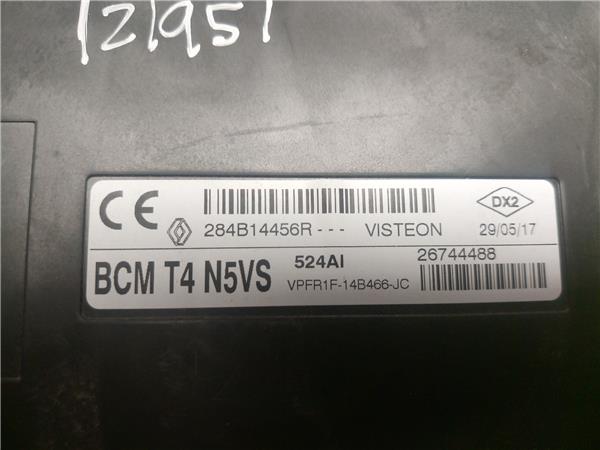 121951
CE
DX2
284B14456R--- VISTEON 29/05/17
BCM T4 N5VS 524AI 26744488
VPFR1F-14B466-JC